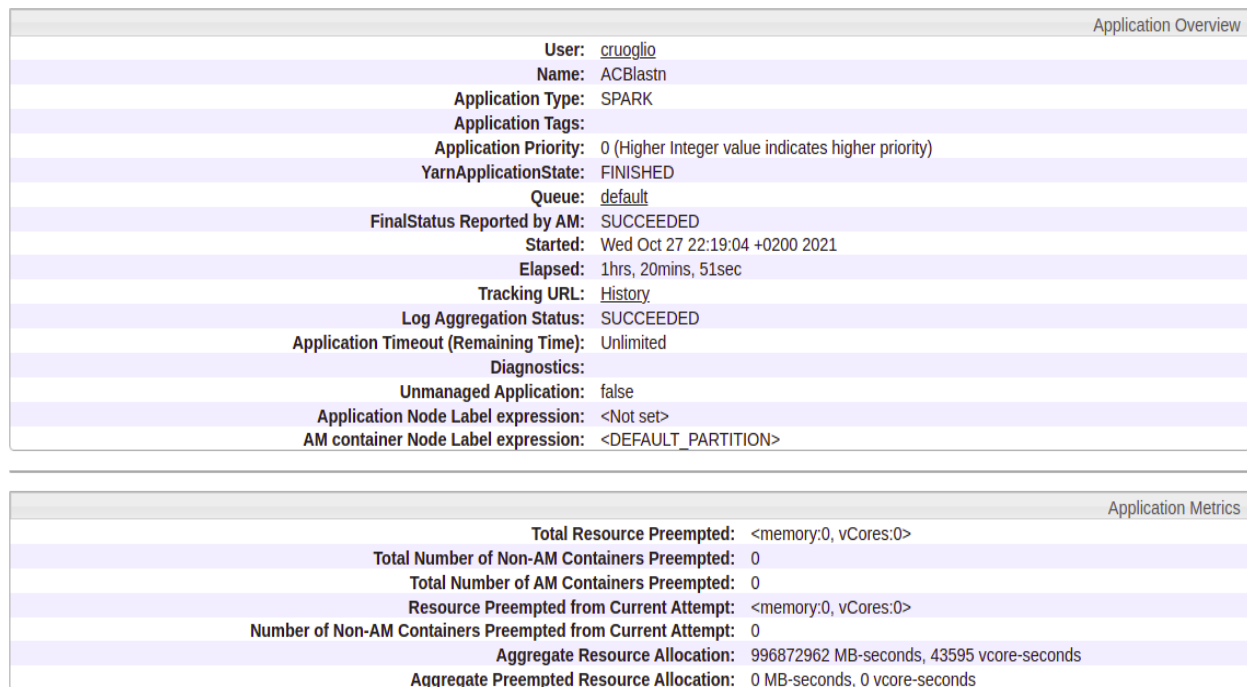 Application Overview
User: cruoglio
Name: ACBlastn
Application Type: SPARK
Application Tags:
Application Priority: 0 (Higher Integer value indicates higher priority)
YarnApplicationState: FINISHED
Queue: default
FinalStatus Reported by AM: SUCCEEDED
Started: Wed Oct 27 22:19:04 +0200 2021
Elapsed: 1hrs, 20mins, 51sec
Tracking URL: History
Log Aggregation Status: SUCCEEDED
Application Timeout (Remaining Time): Unlimited
Diagnostics:
Unmanaged Application: false
Application Node Label expression: <Not set>
AM container Node Label expression: <DEFAULT_PARTITION>
Application Metrics
Total Resource Preempted: <memory:0, vCores:0>
Total Number of Non-AM Containers Preempted: 0
Total Number of AM Containers Preempted: 0
Resource Preempted from Current Attempt: <memory:0, vCores:0>
Number of Non-AM Containers Preempted from Current Attempt: 0
Aggregate Resource Allocation: 996872962 MB-seconds, 43595 vcore-seconds
Aggregate Preempted Resource Allocation: 0 MB-seconds, 0 vcore-seconds